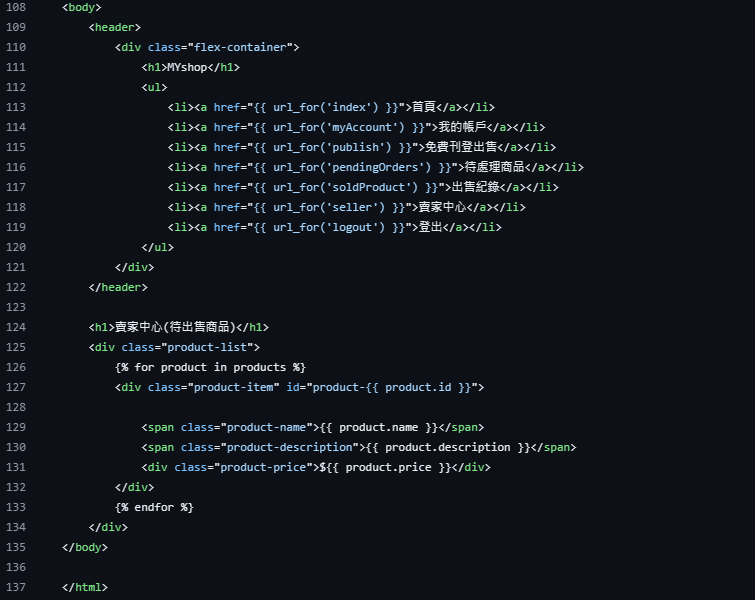 108 <body>
109 <header>
110 <div class="flex-container">
111 <h1>MYshop</h1>
112 <ul>
113 <li><a href="{{ url_for('index') }}">首頁</a></li>
114 <li><a href="{{ url_for('myAccount') }}">我的帳戶</a></li>
115 <li><a href="{{ url_for('publish') }}">免費刊登出售</a></li>
116 <li><a href="{{ url_for('pendingOrders') }}">待處理商品</a></li>
117 <li><a href="{{ url_for('soldProduct') }}">出售紀錄</a></li>
118 <li><a href="{{ url_for('seller') }}">賣家中心</a></li>
119 <li><a href="{{ url_for('logout') }}">登出</a></li>
120 </ul>
121 </div>
122 </header>
123
124 <h1>賣家中心(待出售商品)</h1>
125 <div class="product-list">
126 {% for product in products %}
127 <div class="product-item" id="product-{{ product.id }}">
128
129 <span class="product-name">{{ product.name }}</span>
130 <span class="product-description">{{ product.description }}</span>
131 <div class="product-price">${{ product.price }}</div>
132 </div>
133 {% endfor %}
134 </div>
135 </body>
136
137 </html>